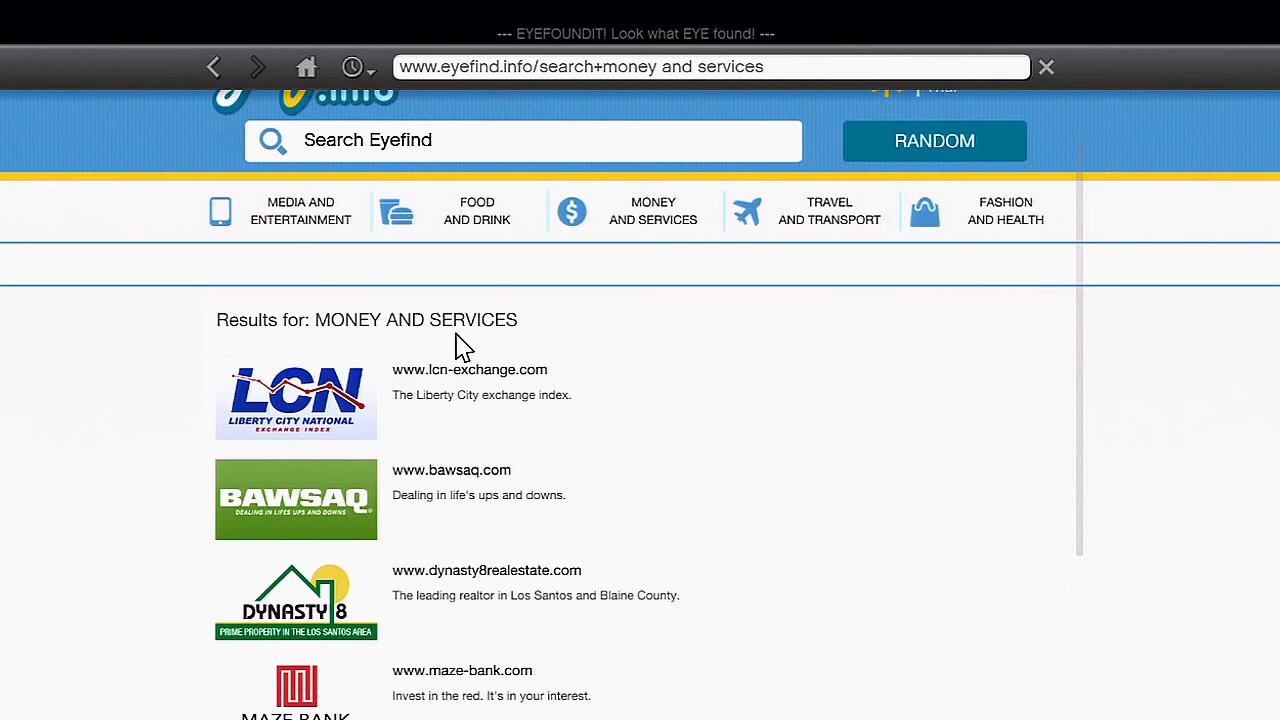 --- EYEFOUNDIT! Look what EYE found! ---
www.eyefind.info/search+money and services
.info
Search Eyefind
RANDOM
MEDIA AND
ENTERTAINMENT
FOOD
AND DRINK
MONEY
AND SERVICES
TRAVEL
AND TRANSPORT
FASHION
AND HEALTH
Results for: MONEY AND SERVICES
LCN
LIBERTY CITY NATIONAL
EXCHANGE INDEX
www.lcn-exchange.com
The Liberty City exchange index.
BAWSAQ
DEALING IN LIFES UPS AND DOWNS
www.bawsaq.com
Dealing in life's ups and downs.
DYNASTY 8
PRIME PROPERTY IN THE LOS SANTOS AREA
www.dynasty8realestate.com
The leading realtor in Los Santos and Blaine County.
MAZE BANK
www.maze-bank.com
Invest in the red. It's in your interest.